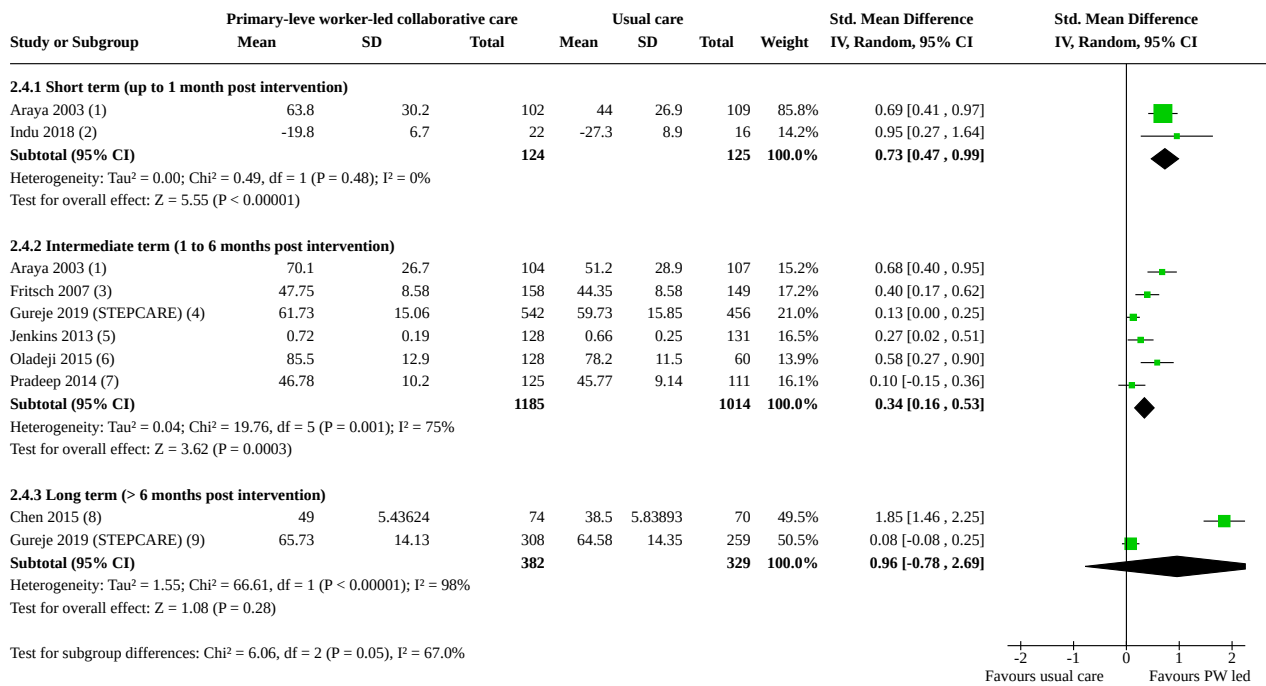 Primary-leve worker-led collaborative care Usual care Std. Mean Difference Std. Mean Difference
Study or Subgroup Mean SD Total Mean SD Total Weight IV, Random, 95% CI IV, Random, 95% CI
2.4.1 Short term (up to 1 month post intervention)
Araya 2003 (1) 63.8 30.2 102 44 26.9 109 85.8% 0.69 [0.41 , 0.97]
Indu 2018 (2) -19.8 6.7 22 -27.3 8.9 16 14.2% 0.95 [0.27 , 1.64]
Subtotal (95% CI) 124 125 100.0% 0.73 [0.47 , 0.99]
Heterogeneity: Tau² = 0.00; Chi² = 0.49, df = 1 (P = 0.48); I² = 0%
Test for overall effect: Z = 5.55 (P < 0.00001)
2.4.2 Intermediate term (1 to 6 months post intervention)
Araya 2003 (1) 70.1 26.7 104 51.2 28.9 107 15.2% 0.68 [0.40 , 0.95]
Fritsch 2007 (3) 47.75 8.58 158 44.35 8.58 149 17.2% 0.40 [0.17 , 0.62]
Gureje 2019 (STEPCARE) (4) 61.73 15.06 542 59.73 15.85 456 21.0% 0.13 [0.00 , 0.25]
Jenkins 2013 (5) 0.72 0.19 128 0.66 0.25 131 16.5% 0.27 [0.02 , 0.51]
Oladeji 2015 (6) 85.5 12.9 128 78.2 11.5 60 13.9% 0.58 [0.27 , 0.90]
Pradeep 2014 (7) 46.78 10.2 125 45.77 9.14 111 16.1% 0.10 [-0.15 , 0.36]
Subtotal (95% CI) 1185 1014 100.0% 0.34 [0.16 , 0.53]
Heterogeneity: Tau² = 0.04; Chi² = 19.76, df = 5 (P = 0.001); I² = 75%
Test for overall effect: Z = 3.62 (P = 0.0003)
2.4.3 Long term (> 6 months post intervention)
Chen 2015 (8) 49 5.43624 74 38.5 5.83893 70 49.5% 1.85 [1.46 , 2.25]
Gureje 2019 (STEPCARE) (9) 65.73 14.13 308 64.58 14.35 259 50.5% 0.08 [-0.08 , 0.25]
Subtotal (95% CI) 382 329 100.0% 0.96 [-0.78 , 2.69]
Heterogeneity: Tau² = 1.55; Chi² = 66.61, df = 1 (P < 0.00001); I² = 98%
Test for overall effect: Z = 1.08 (P = 0.28)
Test for subgroup differences: Chi² = 6.06, df = 2 (P = 0.05), I² = 67.0%
-2 -1 0 1 2
Favours usual care Favours PW led